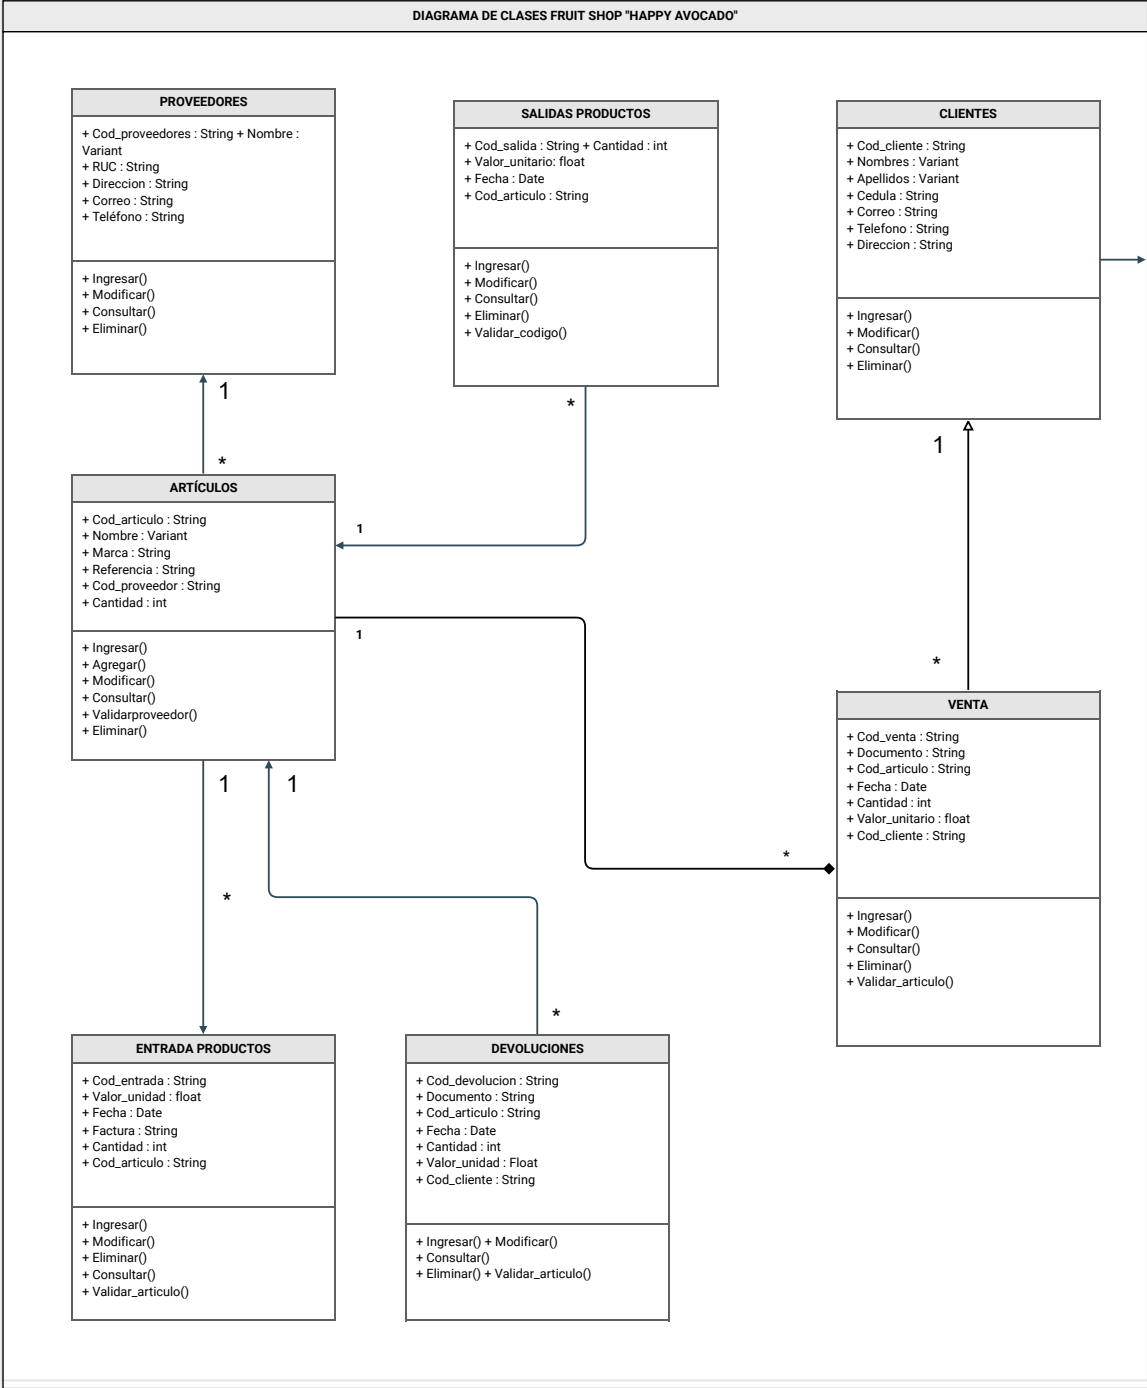 DIAGRAMA DE CLASES FRUIT SHOP "HAPPY AVOCADO"
PROVEEDORES
+ Cod_proveedores : String + Nombre :
Variant
+ RUC : String
+ Direccion : String
+ Correo : String
+ Teléfono : String
+ Ingresar()
+ Modificar()
+ Consultar()
+ Eliminar()
SALIDAS PRODUCTOS
+ Cod_salida : String + Cantidad : int
+ Valor_unitario: float
+ Fecha : Date
+ Cod_articulo : String
+ Ingresar()
+ Modificar()
+ Consultar()
+ Eliminar()
+ Validar_codigo()
CLIENTES
+ Cod_cliente : String
+ Nombres : Variant
+ Apellidos : Variant
+ Cedula : String
+ Correo : String
+ Telefono : String
+ Direccion : String
+ Ingresar()
+ Modificar()
+ Consultar()
+ Eliminar()
1
*
*
1
1
*
ARTÍCULOS
+ Cod_articulo : String
+ Nombre : Variant
+ Marca : String
+ Referencia : String
+ Cod_proveedor : String
+ Cantidad : int
+ Ingresar()
+ Agregar()
+ Modificar()
+ Consultar()
+ Validarproveedor()
+ Eliminar()
1
*
VENTA
+ Cod_venta : String
+ Documento : String
+ Cod_articulo : String
+ Fecha : Date
+ Cantidad : int
+ Valor_unitario : float
+ Cod_cliente : String
+ Ingresar()
+ Modificar()
+ Consultar()
+ Eliminar()
+ Validar_articulo()
1
1
*
*
ENTRADA PRODUCTOS
+ Cod_entrada : String
+ Valor_unidad : float
+ Fecha : Date
+ Factura : String
+ Cantidad : int
+ Cod_articulo : String
+ Ingresar()
+ Modificar()
+ Eliminar()
+ Consultar()
+ Validar_articulo()
DEVOLUCIONES
+ Cod_devolucion : String
+ Documento : String
+ Cod_articulo : String
+ Fecha : Date
+ Cantidad : int
+ Valor_unidad : Float
+ Cod_cliente : String
+ Ingresar() + Modificar()
+ Consultar()
+ Eliminar() + Validar_articulo()